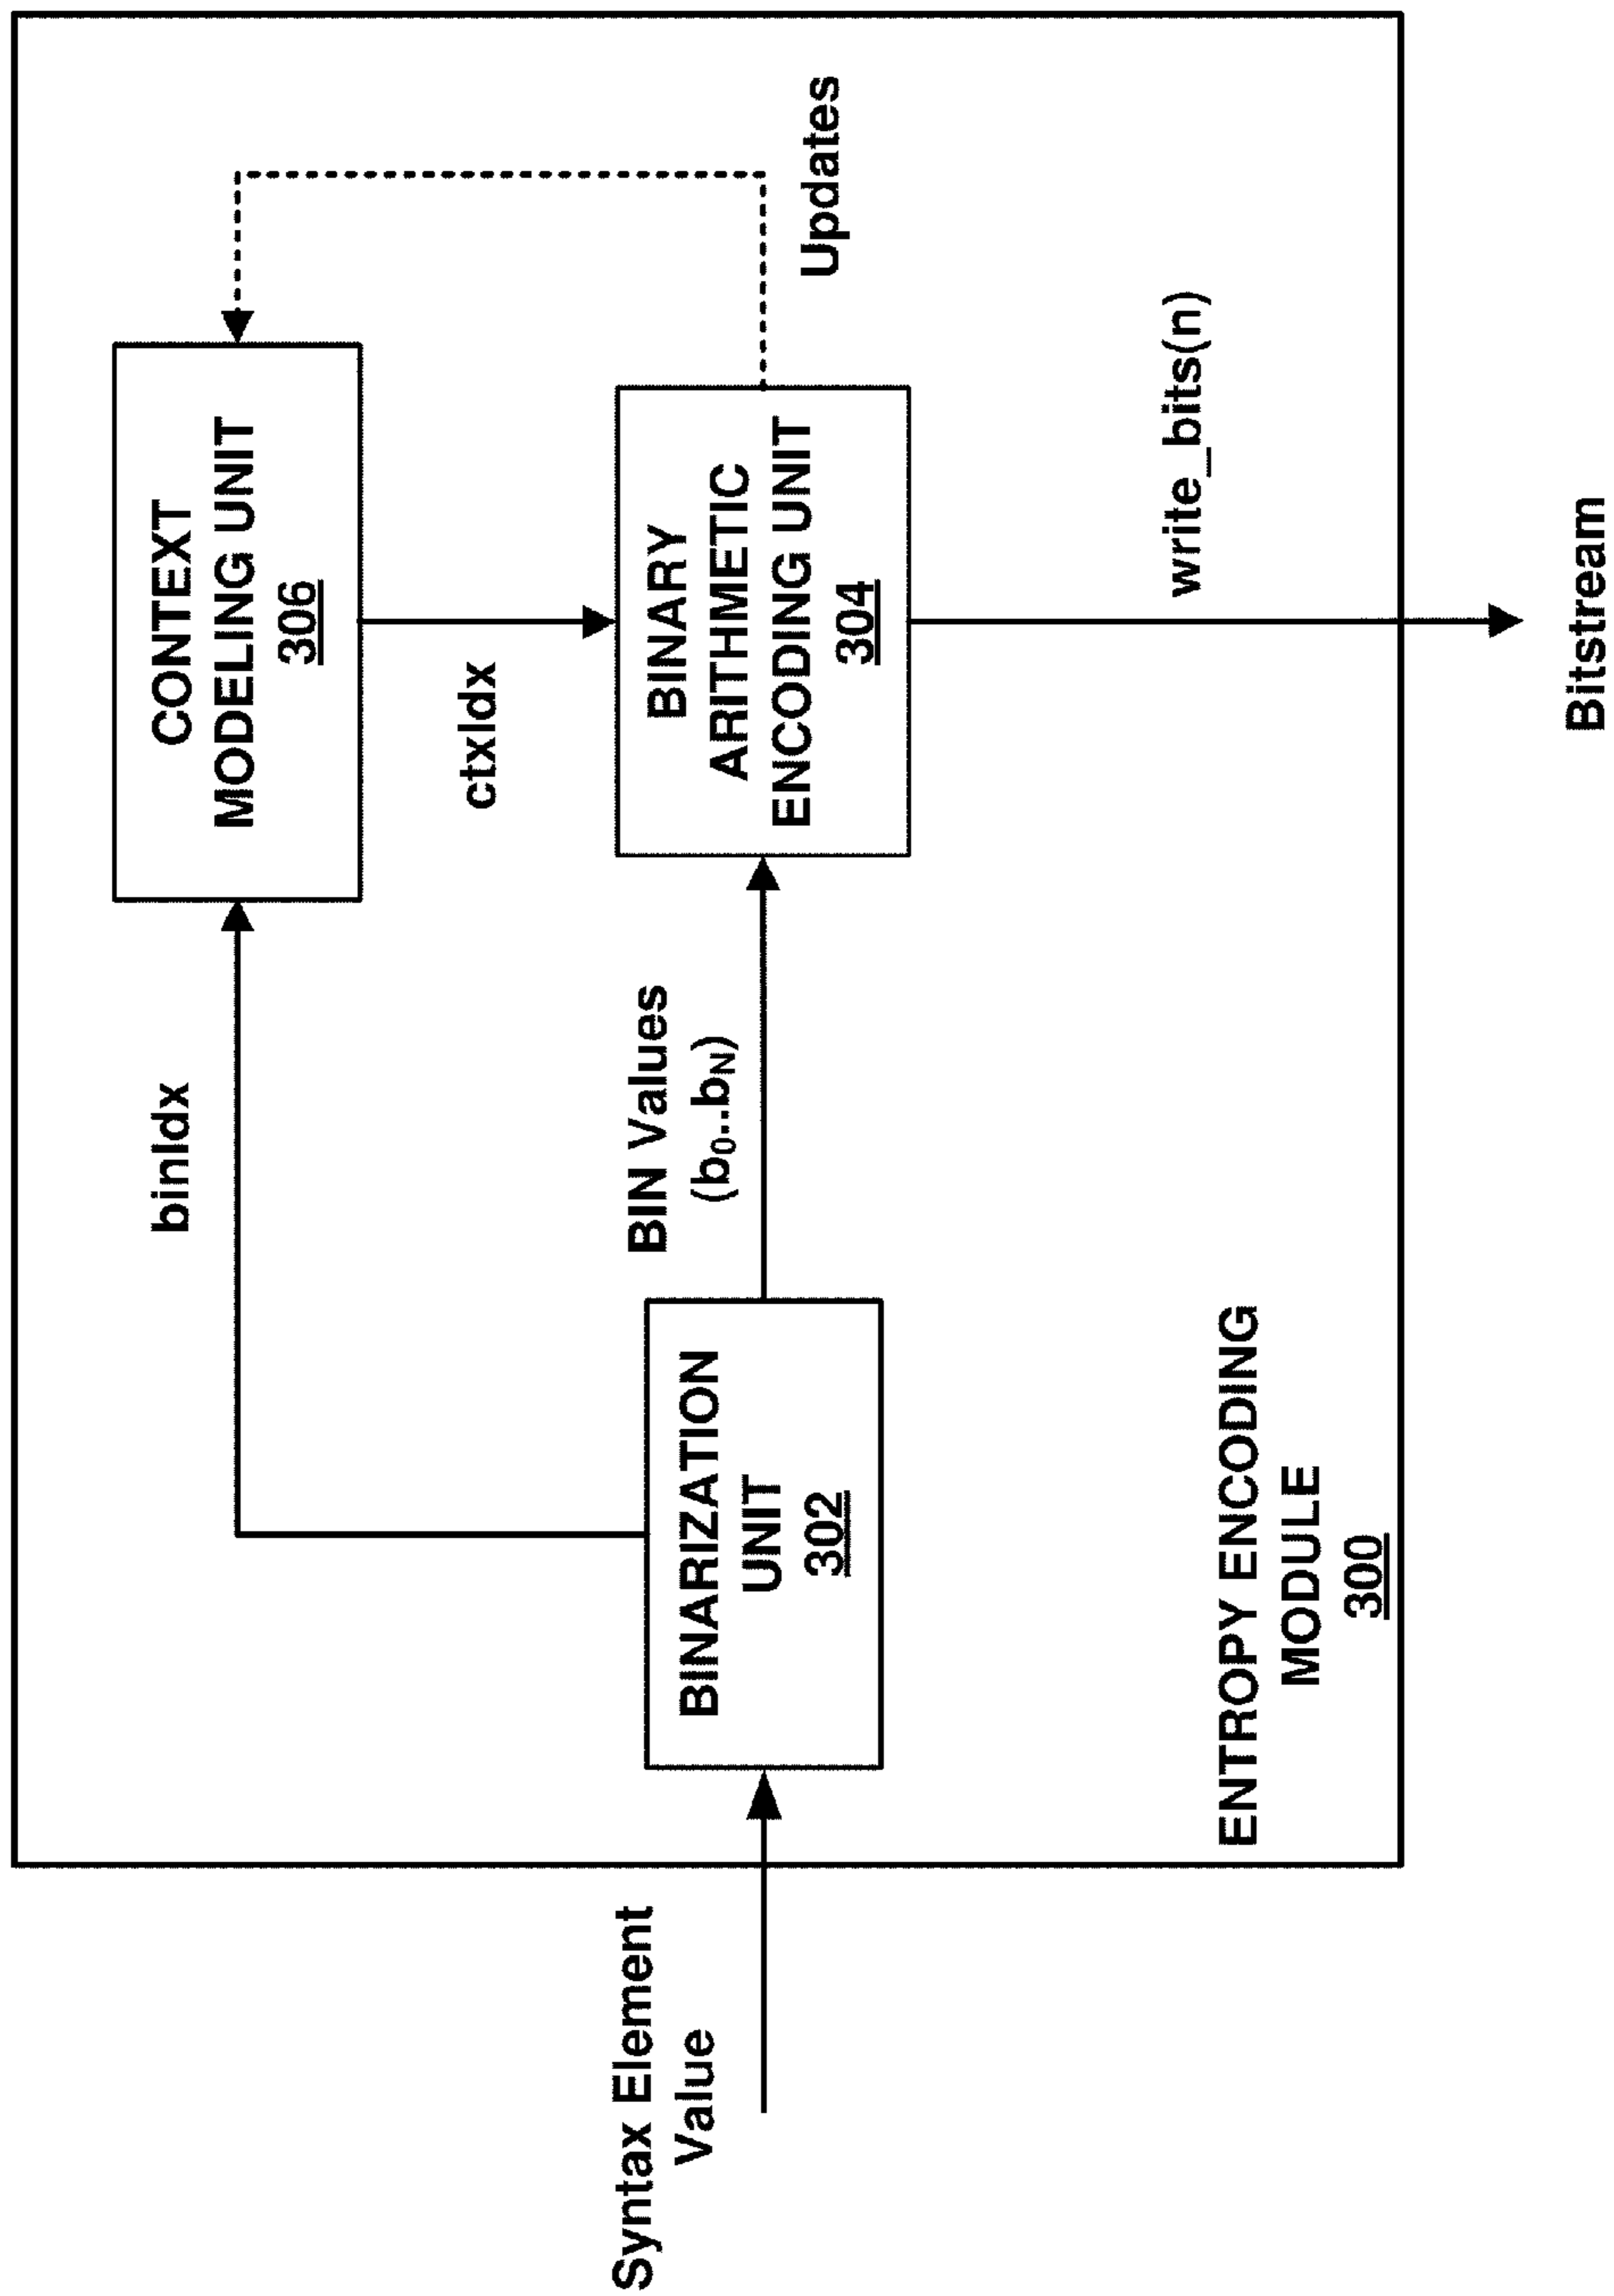 CONTEXT
MODELING UNIT
306
Updates
binIdx
ctxIdx
Syntax Element
Value
BINARIZATION
UNIT
302
BIN Values
(b₀..b_N)
BINARY
ARITHMETIC
ENCODING UNIT
304
write_bits(n)
ENTROPY ENCODING
MODULE
300
Bitstream